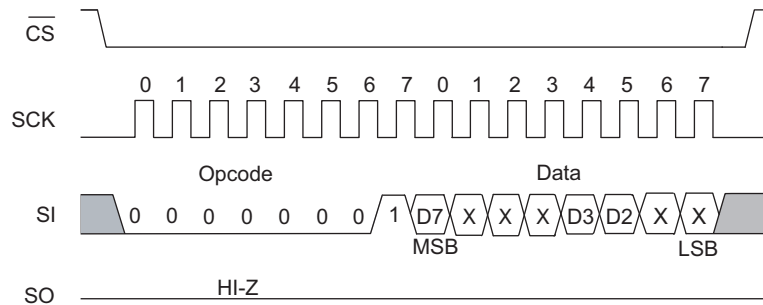 CS
0 1 2 3 4 5 6 7 0 1 2 3 4 5 6 7
SCK
Opcode Data
SI 0 0 0 0 0 0 0 1 D7 X X X D3 D2 X X
MSB LSB
HI-Z
SO